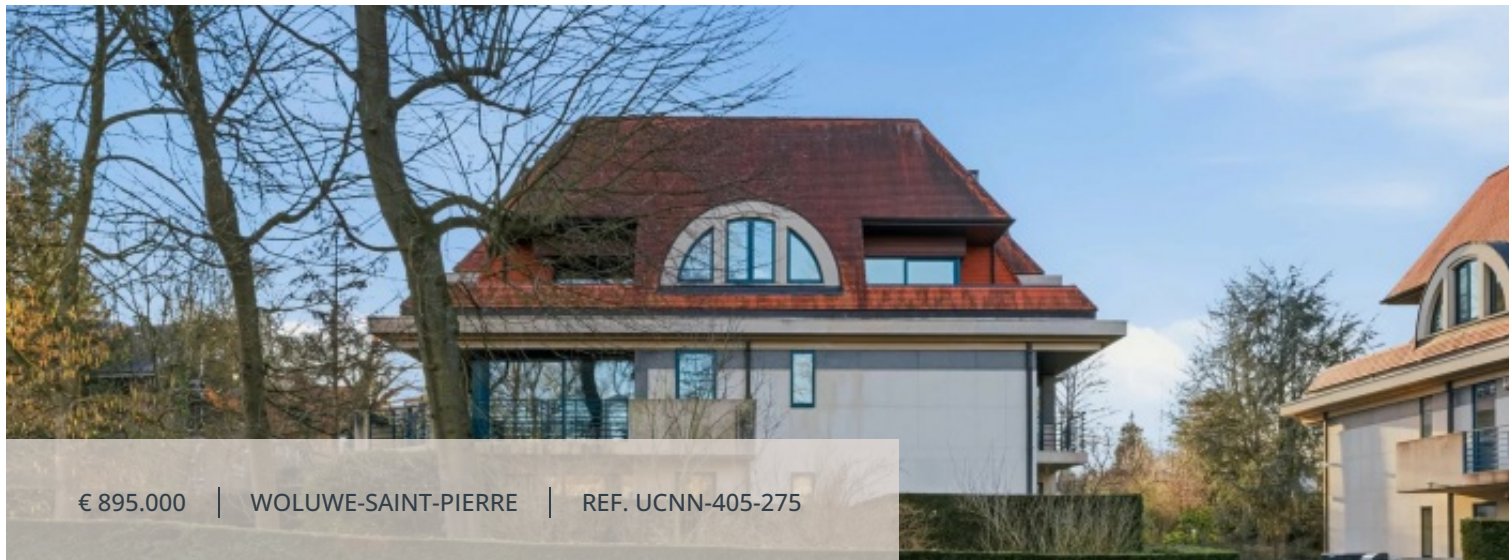 € 895.000 | WOLUWE-SAINT-PIERRE | REF. UCNN-405-275